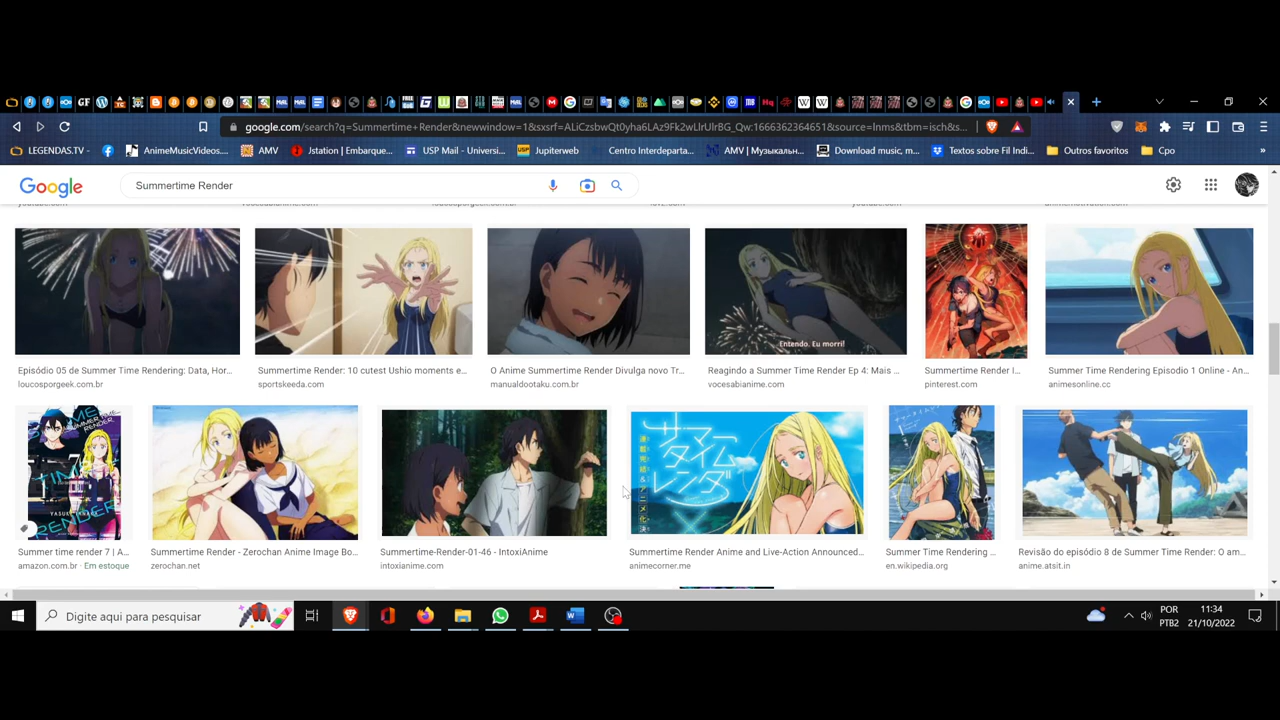 google.com/search?q=Summertime+Render&newwindow=1&sxsrf=ALiCzsbwQt0yha6LAz9Fk2wLlrUlrBG_Qw:1666362364651&source=lnms&tbm=isch&s...
LEGENDAS.TV -
AnimeMusicVideos....
AMV
Jstation | Embarque...
USP Mail - Universi...
Jupiterweb
Centro Interdeparta...
AMV | Музыкальн...
Download music, m...
Textos sobre Fil Indi...
Outros favoritos
Cpo
»
Google
Summertime Render
Entendo. Eu morri!
Episódio 05 de Summer Time Rendering: Data, Hor...
loucosporgeek.com.br
Summertime Render: 10 cutest Ushio moments e...
sportskeeda.com
O Anime Summertime Render Divulga novo Tr...
manualdootaku.com.br
Reagindo a Summer Time Render Ep 4: Mais ...
vocesabianime.com
Summertime Render I...
pinterest.com
Summer Time Rendering Episodio 1 Online - An...
animesonline.cc
サマータイムレンダ
Summer time render 7 | A...
amazon.com.br · Em estoque
Summertime Render - Zerochan Anime Image Bo...
zerochan.net
Summertime-Render-01-46 - IntoxiAnime
intoxianime.com
Summertime Render Anime and Live-Action Announced...
animecorner.me
Summer Time Rendering ...
en.wikipedia.org
Revisão do episódio 8 de Summer Time Render: O am...
anime.atsit.in
Digite aqui para pesquisar
POR
PTB2
11:34
21/10/2022